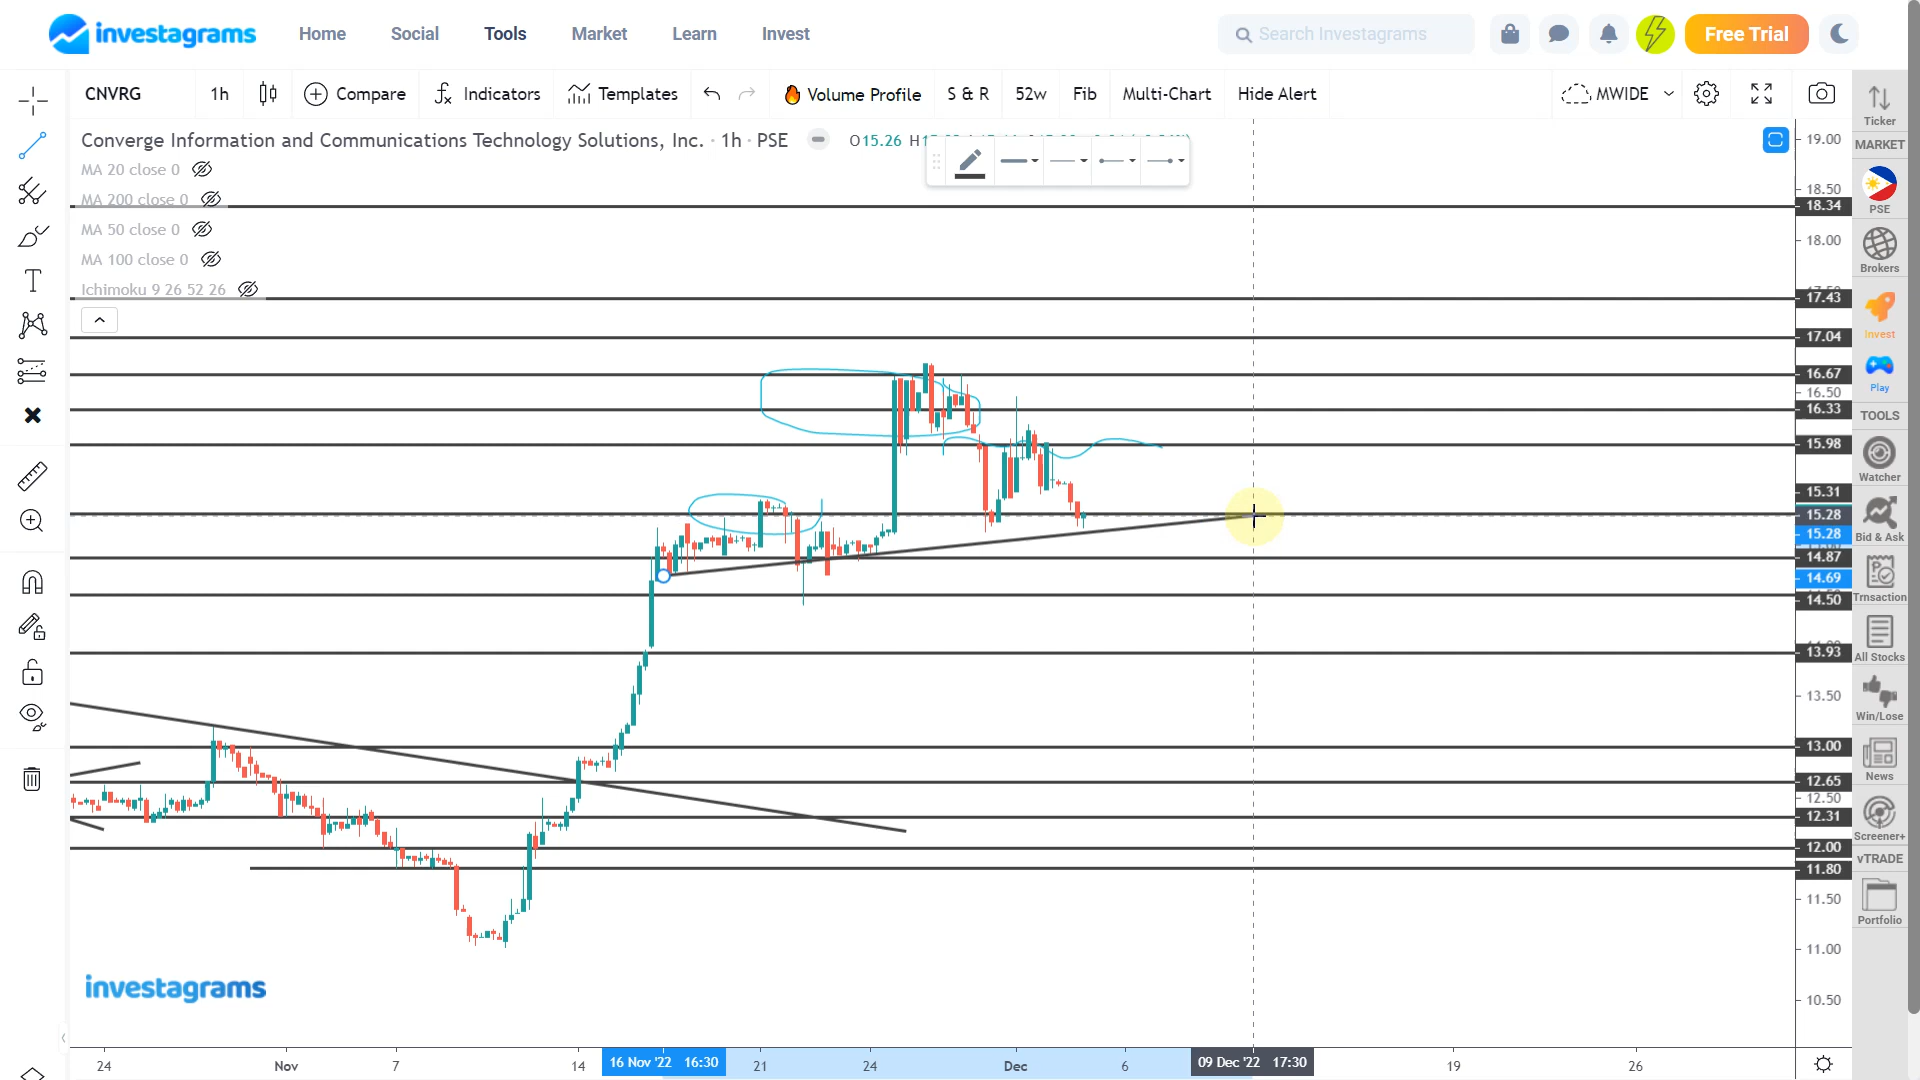 investagrams Home Social Tools Market Learn Invest Search Investagrams Free Trial
CNVRG 1h Compare Indicators Templates Volume Profile S & R 52w Fib Multi-Chart Hide Alert MWIDE
Converge Information and Communications Technology Solutions, Inc. · 1h · PSE O15.26
MA 20 close 0
MA 200 close 0
MA 50 close 0
MA 100 close 0
Ichimoku 9 26 52 26
19.00
18.50
18.34
18.00
17.43
17.04
16.67
16.50
16.33
15.98
15.31
15.28
15.28
14.87
14.69
14.50
13.93
13.50
13.00
12.65
12.50
12.31
12.00
11.80
11.50
11.00
10.50
investagrams
24 Nov 7 14 16 Nov '22 16:30 21 24 Dec 6 09 Dec '22 17:30 19 26
Ticker
MARKET
PSE
Brokers
Invest
Play
TOOLS
Watcher
Bid & Ask
Trnsaction
All Stocks
Win/Lose
News
Screener+
vTRADE
Portfolio